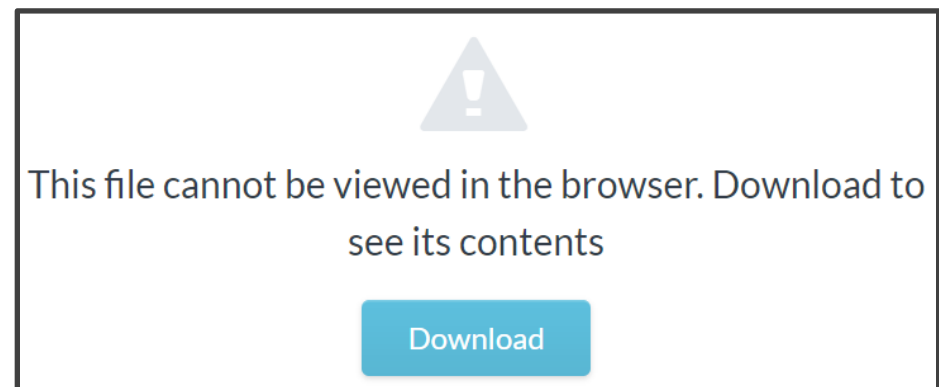 This file cannot be viewed in the browser. Download to
see its contents
Download